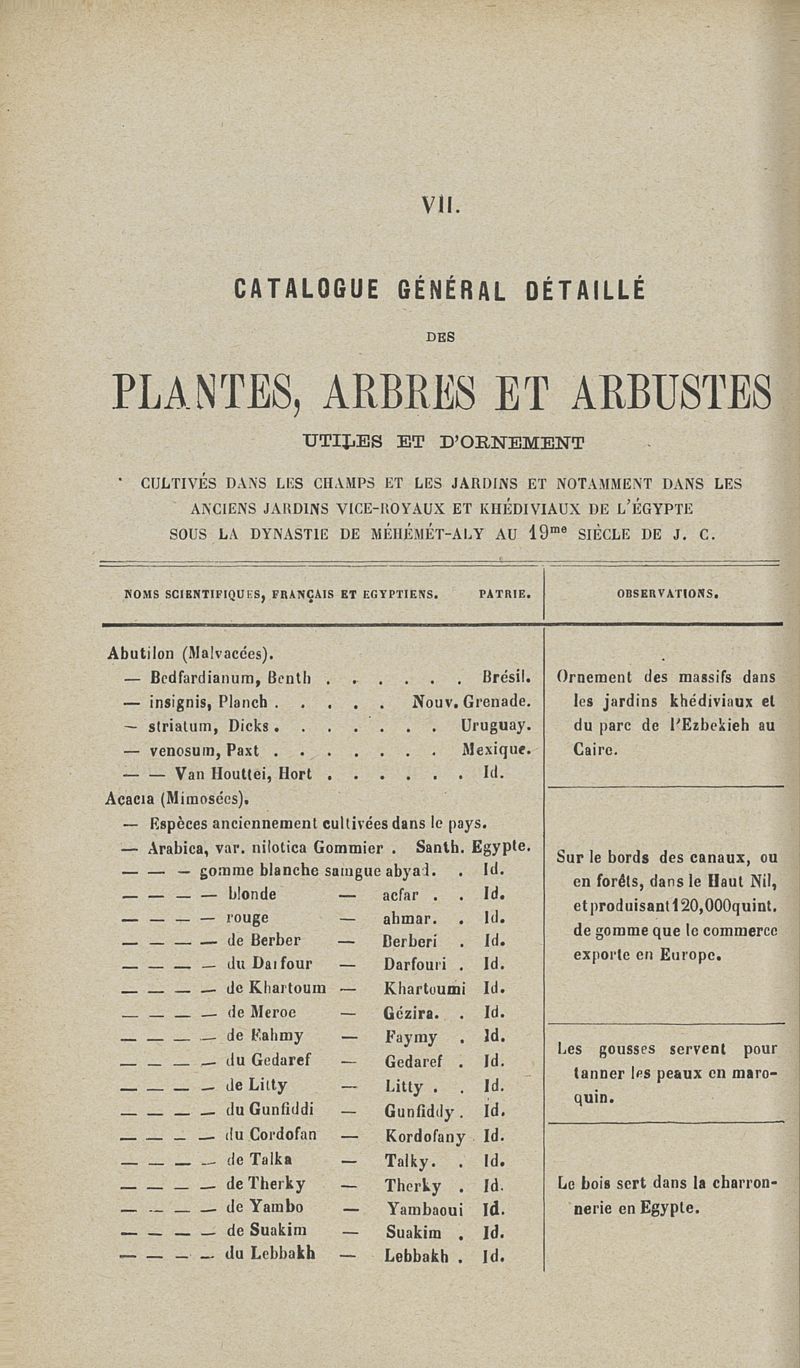 VII.
CATALOGUE GÉNÉRAL DÉTAILLÉ
DES
PLANTES, ARBRES ET ARBUSTES
UTILES ET D'ORNEMENT
CULTIVÉS DANS LES CHAMPS ET LES JARDINS ET NOTAMMENT DANS LES
ANCIENS JARDINS VICE-ROYAUX ET KHÉDIVIAUX DE L'ÉGYPTE
SOUS LA DYNASTIE DE MÉHÉMÉT-ALY AU 19me SIÈCLE DE J. C.
NOMS SCIENTIFIQUES, FRANÇAIS ET EGYPTIENS. PATRIE.
Abutilon (Malvacées).
— Bedfardianum, Benth . . . . . . Brésil.
— insignis, Planch . . . . . Nouv. Grenade.
— striatum, Dicks . . . . . . . Uruguay.
— venosum, Paxt . . . . . . . Mexique.
— — Van Houttei, Hort . . . . . . Id.
Acacia (Mimosées).
— Espèces anciennement cultivées dans le pays.
— Arabica, var. nilotica Gommier . Santh. Egypte.
— — — gomme blanche samgue abyad. . Id.
— — — — blonde — acfar . . Id.
— — — — rouge — ahmar. . Id.
— — — — de Berber — Berberi . Id.
— — — — du Darfour — Darfouri . Id.
— — — — de Khartoum — Khartoumi Id.
— — — — de Meroe — Gézira. . Id.
— — — — de Fahmy — Faymy . Id.
— — — — du Gedaref — Gedaref . Id.
— — — — de Litty — Litty . . Id.
— — — — du Gunfiddi — Gunfiddy . Id.
— — — — du Cordofan — Kordofany Id.
— — — — de Talka — Talky. . Id.
— — — — de Therky — Therky . Id.
— — — — de Yambo — Yambaoui Id.
— — — — de Suakim — Suakim . Id.
— — — — du Lebbakh — Lebbakh . Id.
OBSERVATIONS.
Ornement des massifs dans
les jardins khédiviaux et
du parc de l'Ezbekieh au
Caire.
Sur le bords des canaux, ou
en forêts, dans le Haut Nil,
et produisant 120,000 quint.
de gomme que le commerce
exporte en Europe.
Les gousses servent pour
tanner les peaux en maro-
quin.
Le bois sert dans la charron-
nerie en Egypte.